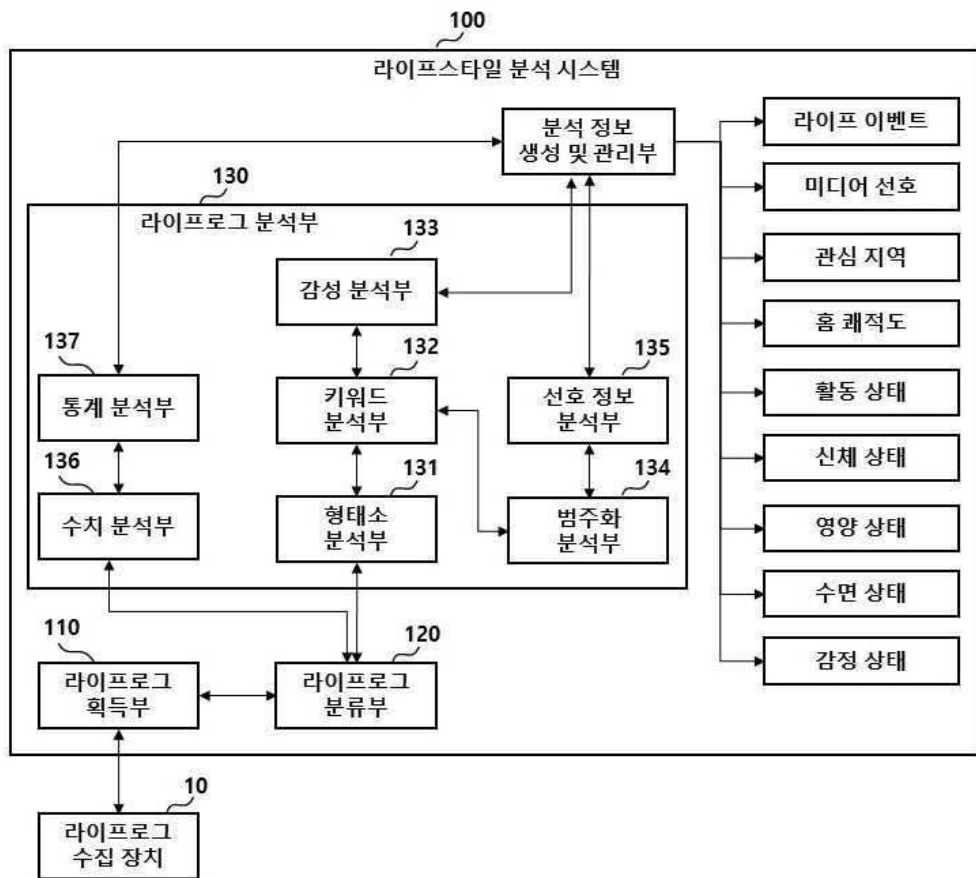 100
라이프스타일 분석 시스템
분석 정보
생성 및 관리부
라이프 이벤트
미디어 선호
관심 지역
홈 쾌적도
활동 상태
신체 상태
영양 상태
수면 상태
감정 상태
130
라이프로그 분석부
133
감성 분석부
137
통계 분석부
132
키워드
분석부
135
선호 정보
분석부
136
수치 분석부
131
형태소
분석부
134
범주화
분석부
110
라이프로그
획득부
120
라이프로그
분류부
10
라이프로그
수집 장치